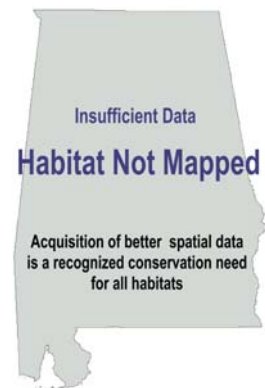 Insufficient Data
Habitat Not Mapped
Acquisition of better spatial data
is a recognized conservation need
for all habitats